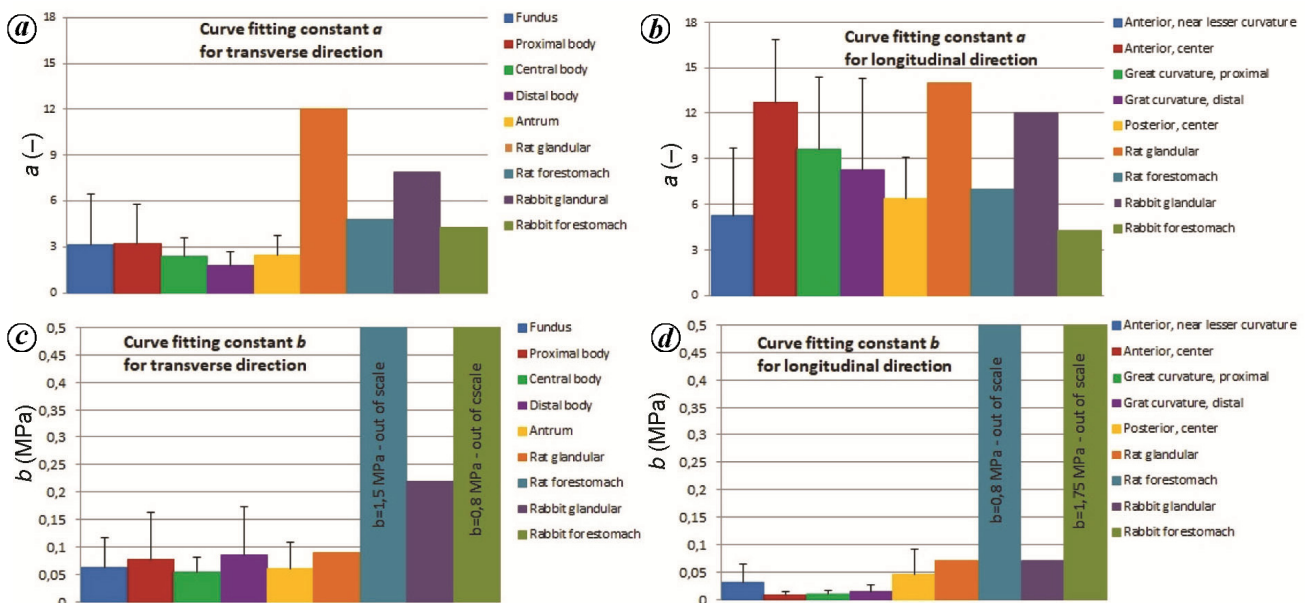 a
Curve fitting constant a
for transverse direction
18
15
12
9
6
3
0
a (–)
Fundus
Proximal body
Central body
Distal body
Antrum
Rat glandular
Rat forestomach
Rabbit glandural
Rabbit forestomach
b
Curve fitting constant a
for longitudinal direction
18
15
12
9
6
3
0
a (–)
Anterior, near lesser curvature
Anterior, center
Great curvature, proximal
Grat curvature, distal
Posterior, center
Rat glandular
Rat forestomach
Rabbit glandular
Rabbit forestomach
c
Curve fitting constant b
for transverse direction
0,5
0,45
0,4
0,35
0,3
0,25
0,2
0,15
0,1
0,05
0
b (MPa)
b=1,5 MPa - out of scale
b=0,8 MPa - out of cscale
Fundus
Proximal body
Central body
Distal body
Antrum
Rat glandular
Rat forestomach
Rabbit glandular
Rabbit forestomach
d
Curve fitting constant b
for longitudinal direction
0,5
0,45
0,4
0,35
0,3
0,25
0,2
0,15
0,1
0,05
0
b (MPa)
b=0,8 MPa - out of scale
b=1,75 MPa - out of scale
Anterior, near lesser curvature
Anterior, center
Great curvature, proximal
Grat curvature, distal
Posterior, center
Rat glandular
Rat forestomach
Rabbit glandular
Rabbit forestomach